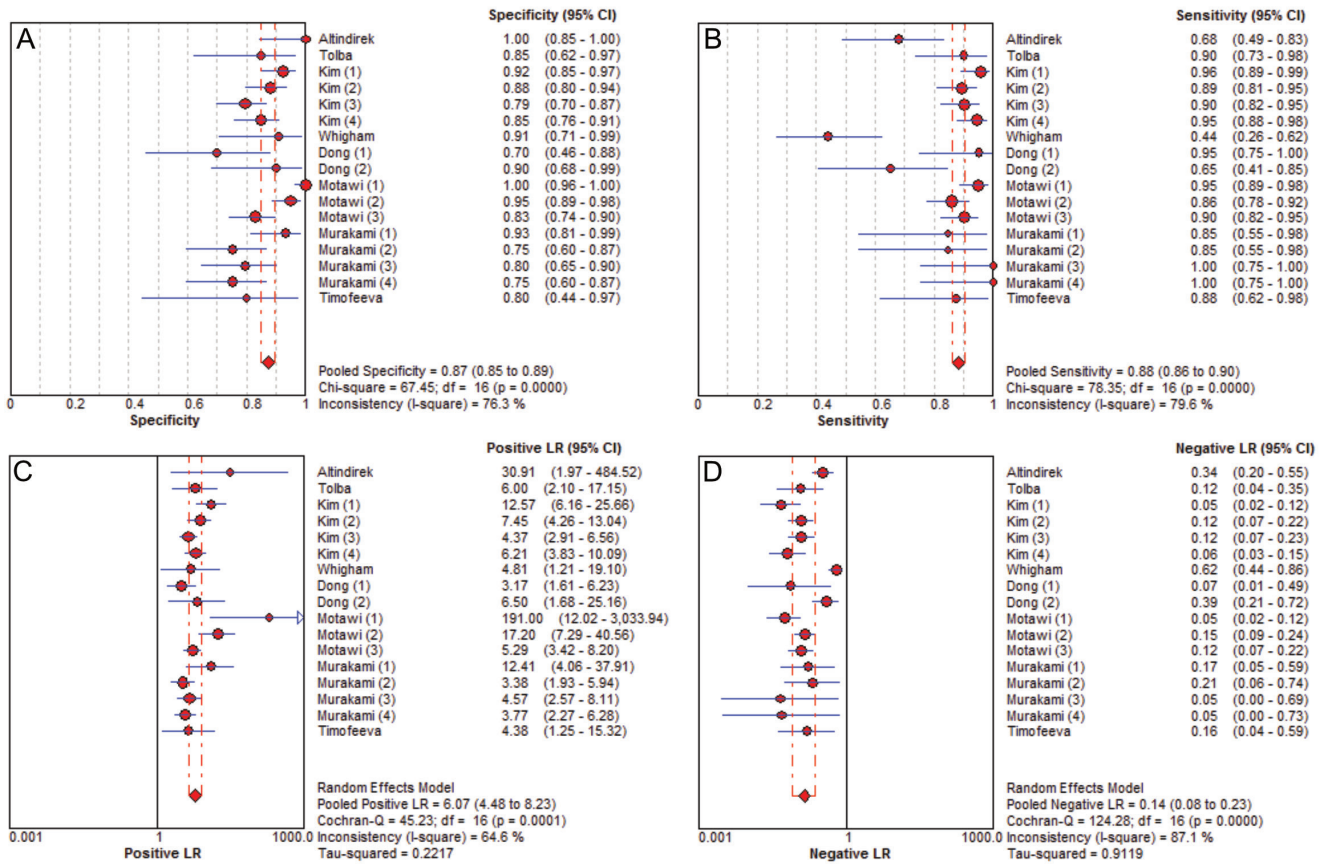 A
Specificity (95% CI)
Altindirek 1.00 (0.85 - 1.00)
Tolba 0.85 (0.62 - 0.97)
Kim (1) 0.92 (0.85 - 0.97)
Kim (2) 0.88 (0.80 - 0.94)
Kim (3) 0.79 (0.70 - 0.87)
Kim (4) 0.85 (0.76 - 0.91)
Whigham 0.91 (0.71 - 0.99)
Dong (1) 0.70 (0.46 - 0.88)
Dong (2) 0.90 (0.68 - 0.99)
Motawi (1) 1.00 (0.96 - 1.00)
Motawi (2) 0.95 (0.89 - 0.98)
Motawi (3) 0.83 (0.74 - 0.90)
Murakami (1) 0.93 (0.81 - 0.99)
Murakami (2) 0.75 (0.60 - 0.87)
Murakami (3) 0.80 (0.65 - 0.90)
Murakami (4) 0.75 (0.60 - 0.87)
Timofeeva 0.80 (0.44 - 0.97)
Pooled Specificity = 0.87 (0.85 to 0.89)
Chi-square = 67.45; df = 16 (p = 0.0000)
Inconsistency (I-square) = 76.3 %
0 0.2 0.4 0.6 0.8 1
Specificity
B
Sensitivity (95% CI)
Altindirek 0.68 (0.49 - 0.83)
Tolba 0.90 (0.73 - 0.98)
Kim (1) 0.96 (0.89 - 0.99)
Kim (2) 0.89 (0.81 - 0.95)
Kim (3) 0.90 (0.82 - 0.95)
Kim (4) 0.95 (0.88 - 0.98)
Whigham 0.44 (0.26 - 0.62)
Dong (1) 0.95 (0.75 - 1.00)
Dong (2) 0.65 (0.41 - 0.85)
Motawi (1) 0.95 (0.89 - 0.98)
Motawi (2) 0.86 (0.78 - 0.92)
Motawi (3) 0.90 (0.82 - 0.95)
Murakami (1) 0.85 (0.55 - 0.98)
Murakami (2) 0.85 (0.55 - 0.98)
Murakami (3) 1.00 (0.75 - 1.00)
Murakami (4) 1.00 (0.75 - 1.00)
Timofeeva 0.88 (0.62 - 0.98)
Pooled Sensitivity = 0.88 (0.86 to 0.90)
Chi-square = 78.35; df = 16 (p = 0.0000)
Inconsistency (I-square) = 79.6 %
0 0.2 0.4 0.6 0.8 1
Sensitivity
C
Positive LR (95% CI)
Altindirek 30.91 (1.97 - 484.52)
Tolba 6.00 (2.10 - 17.15)
Kim (1) 12.57 (6.16 - 25.66)
Kim (2) 7.45 (4.26 - 13.04)
Kim (3) 4.37 (2.91 - 6.56)
Kim (4) 6.21 (3.83 - 10.09)
Whigham 4.81 (1.21 - 19.10)
Dong (1) 3.17 (1.61 - 6.23)
Dong (2) 6.50 (1.68 - 25.16)
Motawi (1) 191.00 (12.02 - 3,033.94)
Motawi (2) 17.20 (7.29 - 40.56)
Motawi (3) 5.29 (3.42 - 8.20)
Murakami (1) 12.41 (4.06 - 37.91)
Murakami (2) 3.38 (1.93 - 5.94)
Murakami (3) 4.57 (2.57 - 8.11)
Murakami (4) 3.77 (2.27 - 6.28)
Timofeeva 4.38 (1.25 - 15.32)
Random Effects Model
Pooled Positive LR = 6.07 (4.48 to 8.23)
Cochran-Q = 45.23; df = 16 (p = 0.0001)
Inconsistency (I-square) = 64.6 %
Tau-squared = 0.2217
0.001 1 1000.0
Positive LR
D
Negative LR (95% CI)
Altindirek 0.34 (0.20 - 0.55)
Tolba 0.12 (0.04 - 0.35)
Kim (1) 0.05 (0.02 - 0.12)
Kim (2) 0.12 (0.07 - 0.22)
Kim (3) 0.12 (0.07 - 0.23)
Kim (4) 0.06 (0.03 - 0.15)
Whigham 0.62 (0.44 - 0.86)
Dong (1) 0.07 (0.01 - 0.49)
Dong (2) 0.39 (0.21 - 0.72)
Motawi (1) 0.05 (0.02 - 0.12)
Motawi (2) 0.15 (0.09 - 0.24)
Motawi (3) 0.12 (0.07 - 0.22)
Murakami (1) 0.17 (0.05 - 0.59)
Murakami (2) 0.21 (0.06 - 0.74)
Murakami (3) 0.05 (0.00 - 0.69)
Murakami (4) 0.05 (0.00 - 0.73)
Timofeeva 0.16 (0.04 - 0.59)
Random Effects Model
Pooled Negative LR = 0.14 (0.08 to 0.23)
Cochran-Q = 124.28; df = 16 (p = 0.0000)
Inconsistency (I-square) = 87.1 %
Tau-squared = 0.9119
0.001 1 1000.0
Negative LR